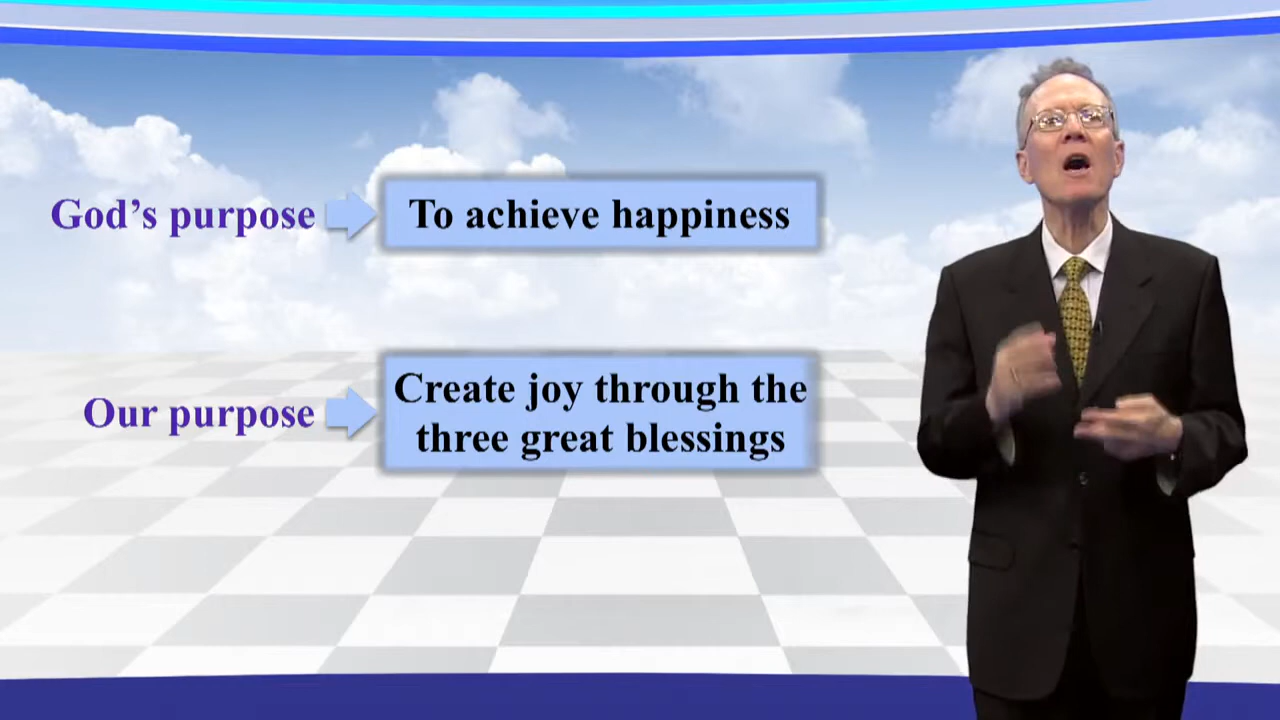 God's purpose
To achieve happiness
Our purpose
Create joy through the
three great blessings